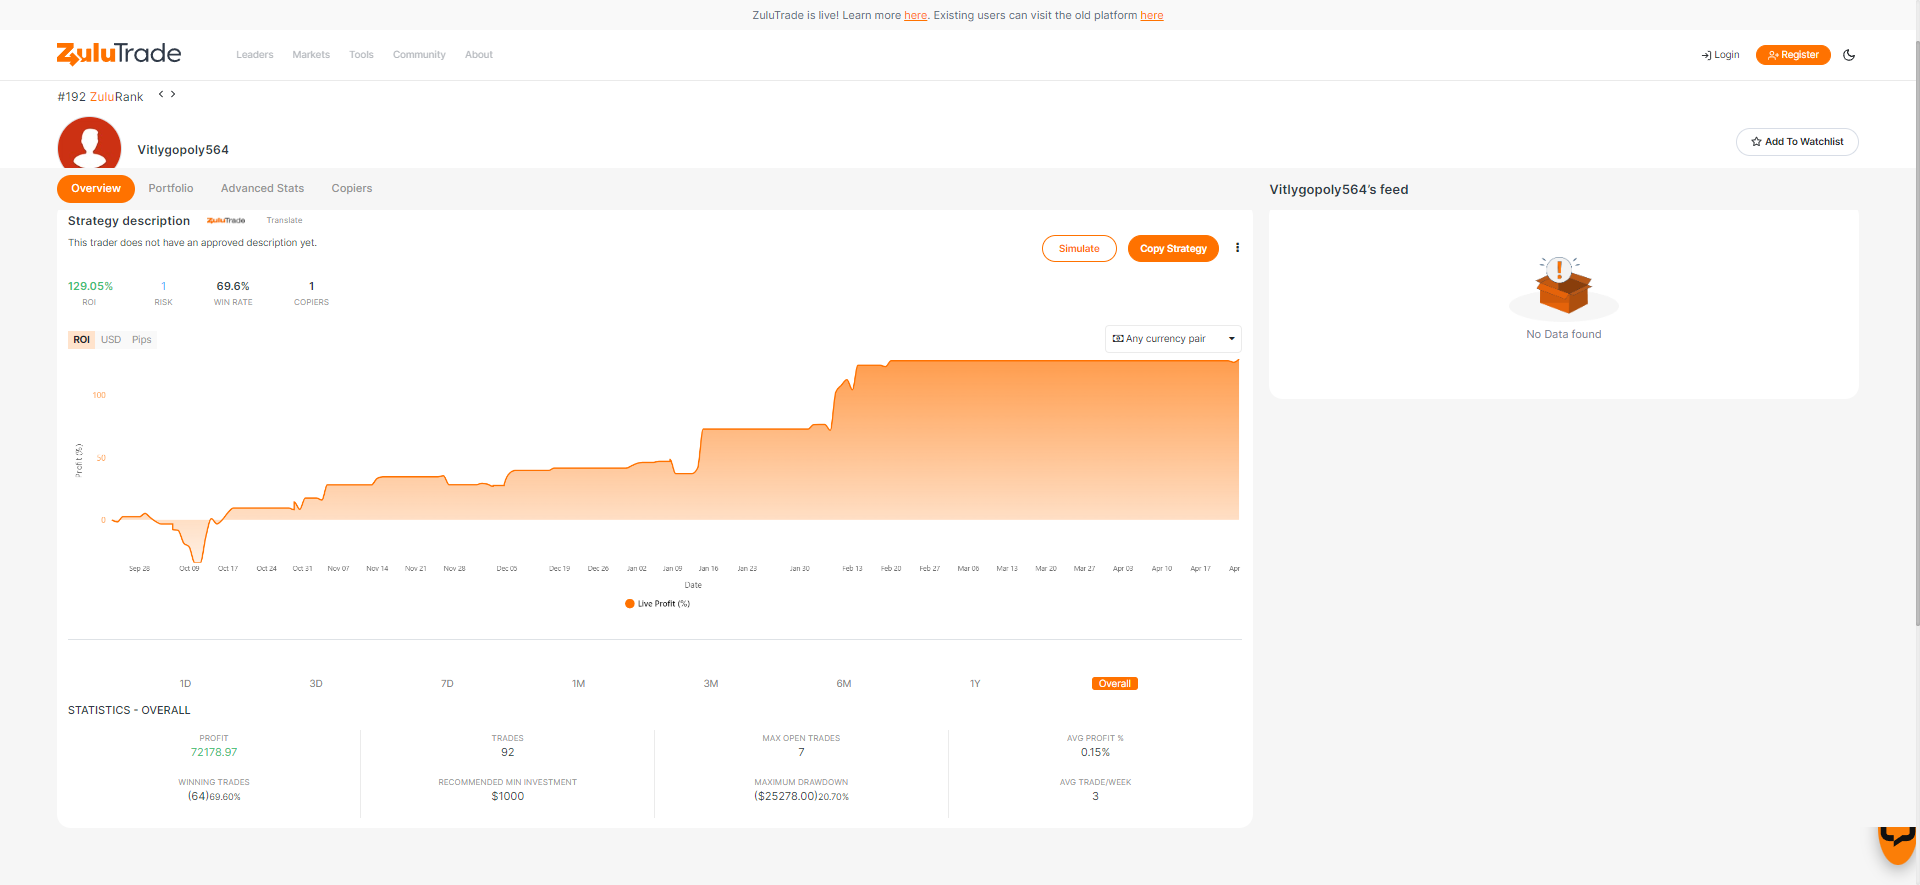 ZuluTrade is live! Learn more here. Existing users can visit the old platform here
ZuluTrade
Leaders Markets Tools Community About
Login Register
#192 ZuluRank
Vitlygopoly564
Add To Watchlist
Overview Portfolio Advanced Stats Copiers
Vitlygopoly564's feed
Strategy description ZuluTrade Translate
This trader does not have an approved description yet.
Simulate Copy Strategy
129.05% 1 69.6% 1
ROI RISK WIN RATE COPIERS
No Data found
ROI USD Pips
Any currency pair
100
50
0
Profit (%)
Sep 28 Oct 09 Oct 17 Oct 24 Oct 31 Nov 07 Nov 14 Nov 21 Nov 28 Dec 05 Dec 19 Dec 26 Jan 02 Jan 09 Jan 16 Jan 23 Jan 30 Feb 13 Feb 20 Feb 27 Mar 06 Mar 13 Mar 20 Mar 27 Apr 03 Apr 10 Apr 17 Apr
Date
Live Profit (%)
1D 3D 7D 1M 3M 6M 1Y Overall
STATISTICS - OVERALL
PROFIT TRADES MAX OPEN TRADES AVG PROFIT %
72178.97 92 7 0.15%
WINNING TRADES RECOMMENDED MIN INVESTMENT MAXIMUM DRAWDOWN AVG TRADE/WEEK
(64)69.60% $1000 ($25278.00)20.70% 3